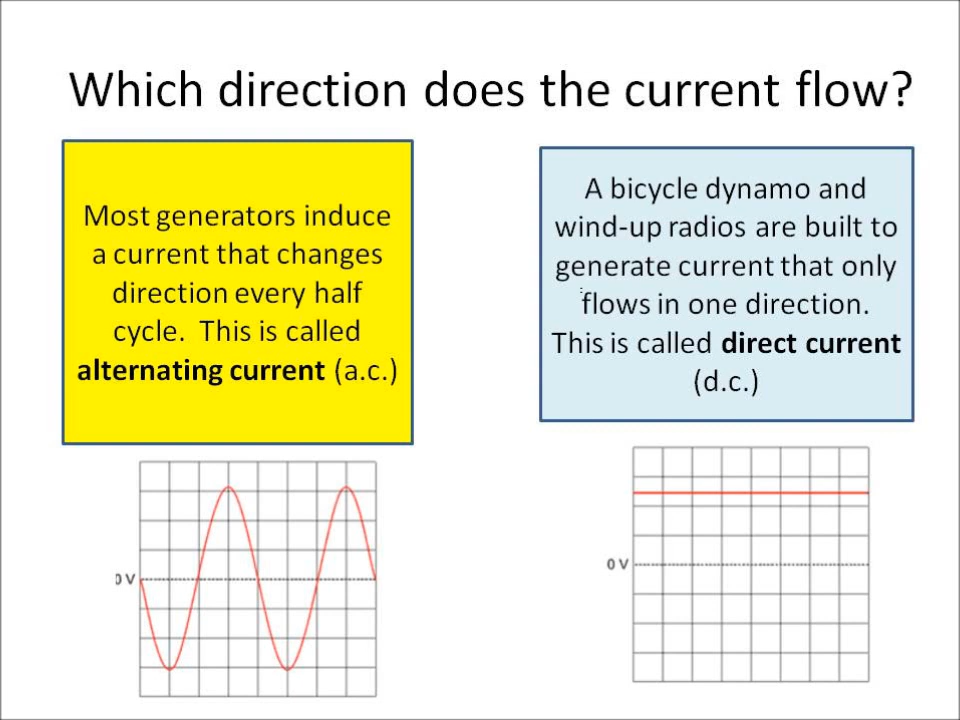 Which direction does the current flow?
Most generators induce
a current that changes
direction every half
cycle. This is called
alternating current (a.c.)
A bicycle dynamo and
wind-up radios are built to
generate current that only
flows in one direction.
This is called direct current
(d.c.)
0 V
0 V